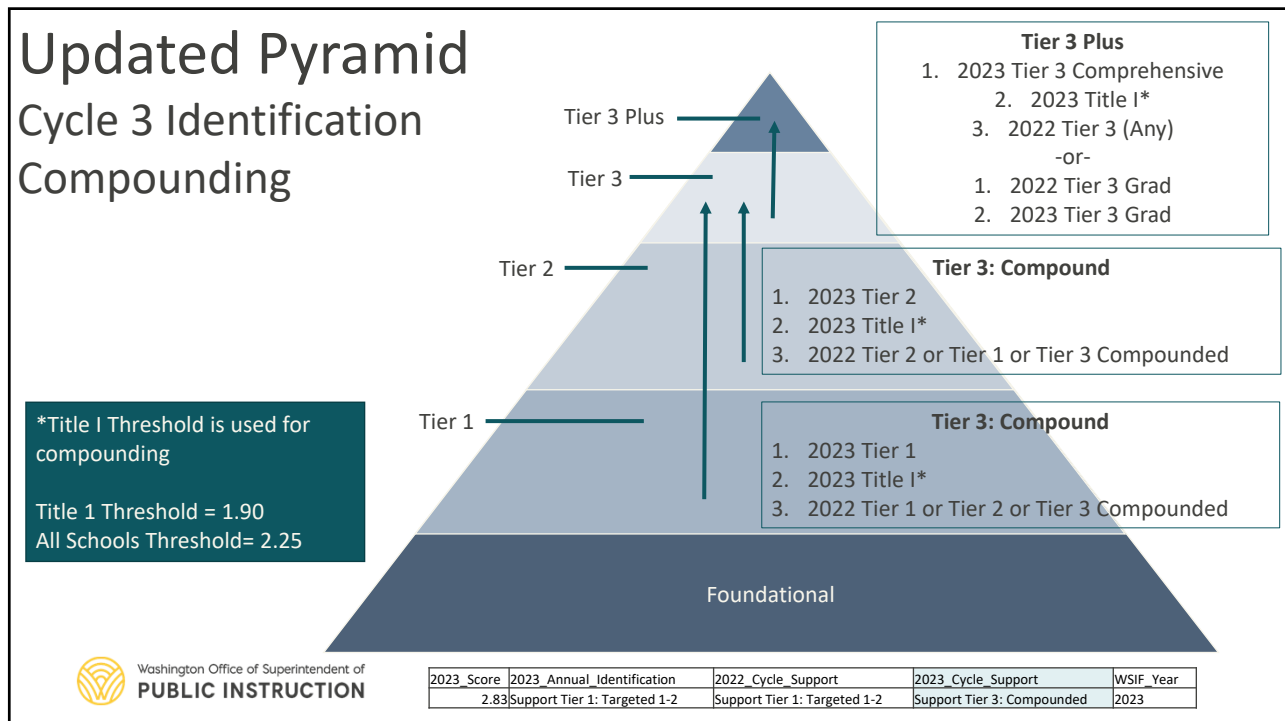 Updated Pyramid
Cycle 3 Identification
Compounding
Tier 3 Plus
Tier 3
Tier 2
Tier 1
Foundational
Tier 3 Plus
1. 2023 Tier 3 Comprehensive
2. 2023 Title I*
3. 2022 Tier 3 (Any)
-or-
1. 2022 Tier 3 Grad
2. 2023 Tier 3 Grad
Tier 3: Compound
1. 2023 Tier 2
2. 2023 Title I*
3. 2022 Tier 2 or Tier 1 or Tier 3 Compounded
Tier 3: Compound
1. 2023 Tier 1
2. 2023 Title I*
3. 2022 Tier 1 or Tier 2 or Tier 3 Compounded
*Title I Threshold is used for
compounding
Title 1 Threshold = 1.90
All Schools Threshold= 2.25
Washington Office of Superintendent of
PUBLIC INSTRUCTION
2023_Score 2023_Annual_Identification 2022_Cycle_Support 2023_Cycle_Support WSIF_Year
2.83 Support Tier 1: Targeted 1-2 Support Tier 1: Targeted 1-2 Support Tier 3: Compounded 2023